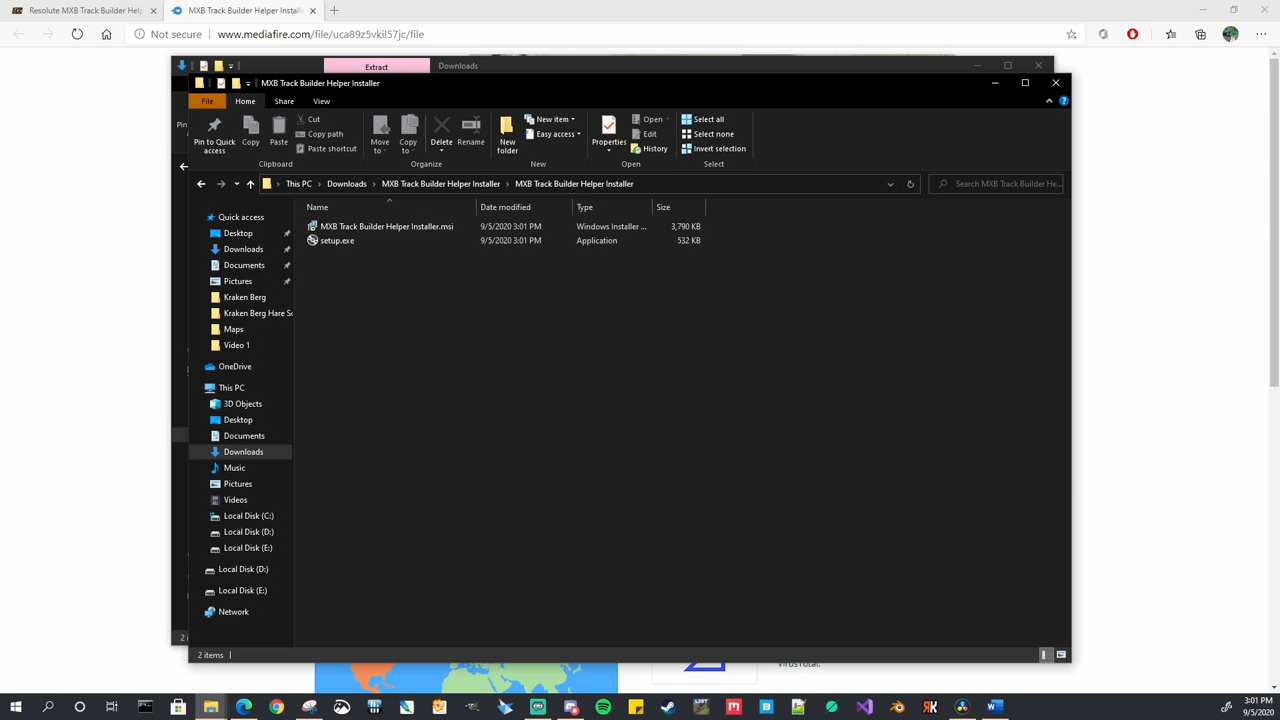 Resolute MXB Track Builder Helper
MXB Track Builder Helper Installe
Not secure www.mediafire.com/file/uca89z5vkil57jc/file
Extract Downloads
MXB Track Builder Helper Installer
File Home Share View
Pin to Quick access
Copy
Paste
Cut
Copy path
Paste shortcut
Move to
Copy to
Delete
Rename
New folder
New item
Easy access
Properties
Open
Edit
History
Select all
Select none
Invert selection
Clipboard Organize New Open Select
This PC > Downloads > MXB Track Builder Helper Installer > MXB Track Builder Helper Installer
Search MXB Track Builder He...
Name Date modified Type Size
MXB Track Builder Helper Installer.msi 9/5/2020 3:01 PM Windows Installer ... 3,790 KB
setup.exe 9/5/2020 3:01 PM Application 532 KB
Quick access
Desktop
Downloads
Documents
Pictures
Kraken Berg
Kraken Berg Hare Sc
Maps
Video 1
OneDrive
This PC
3D Objects
Desktop
Documents
Downloads
Music
Pictures
Videos
Local Disk (C:)
Local Disk (D:)
Local Disk (E:)
Local Disk (D:)
Local Disk (E:)
Network
2 items
VirusTotal.
3:01 PM
9/5/2020